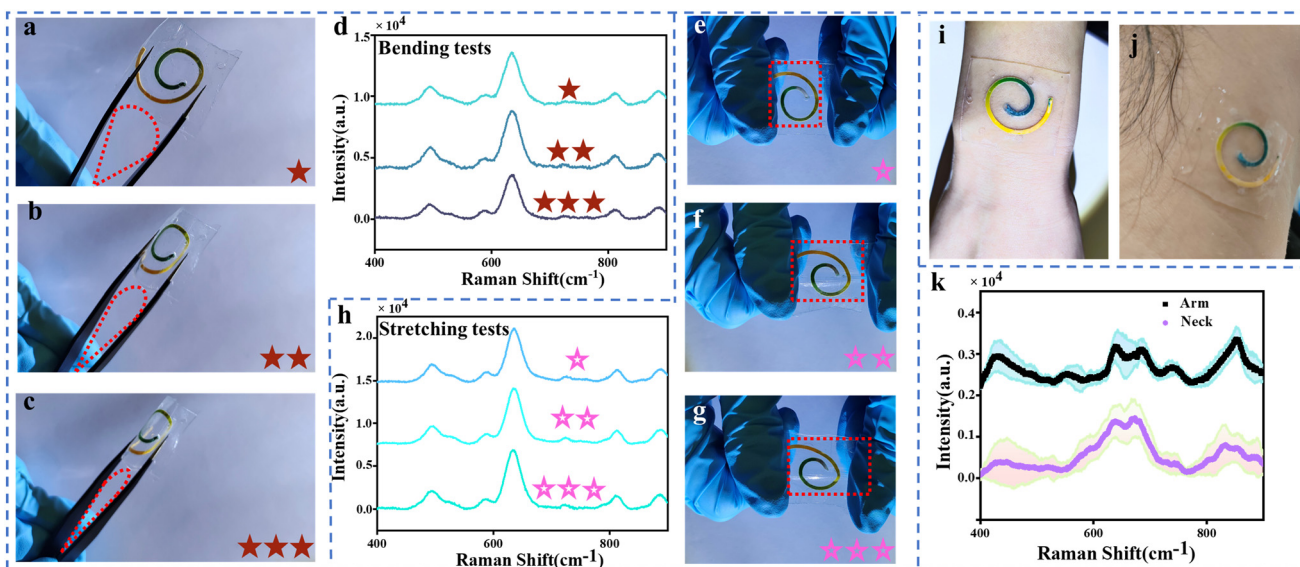 a
b
c
d
× 10⁴
Bending tests
1.5
1.0
0.5
0.0
400
600
800
Intensity(a.u.)
Raman Shift(cm⁻¹)
h
× 10⁴
Stretching tests
2.0
1.5
1.0
0.5
0.0
400
600
800
Intensity(a.u.)
Raman Shift(cm⁻¹)
e
f
g
i
j
k
× 10⁴
Arm
Neck
0.4
0.3
0.1
0.0
400
600
800
Intensity(a.u.)
Raman Shift(cm⁻¹)